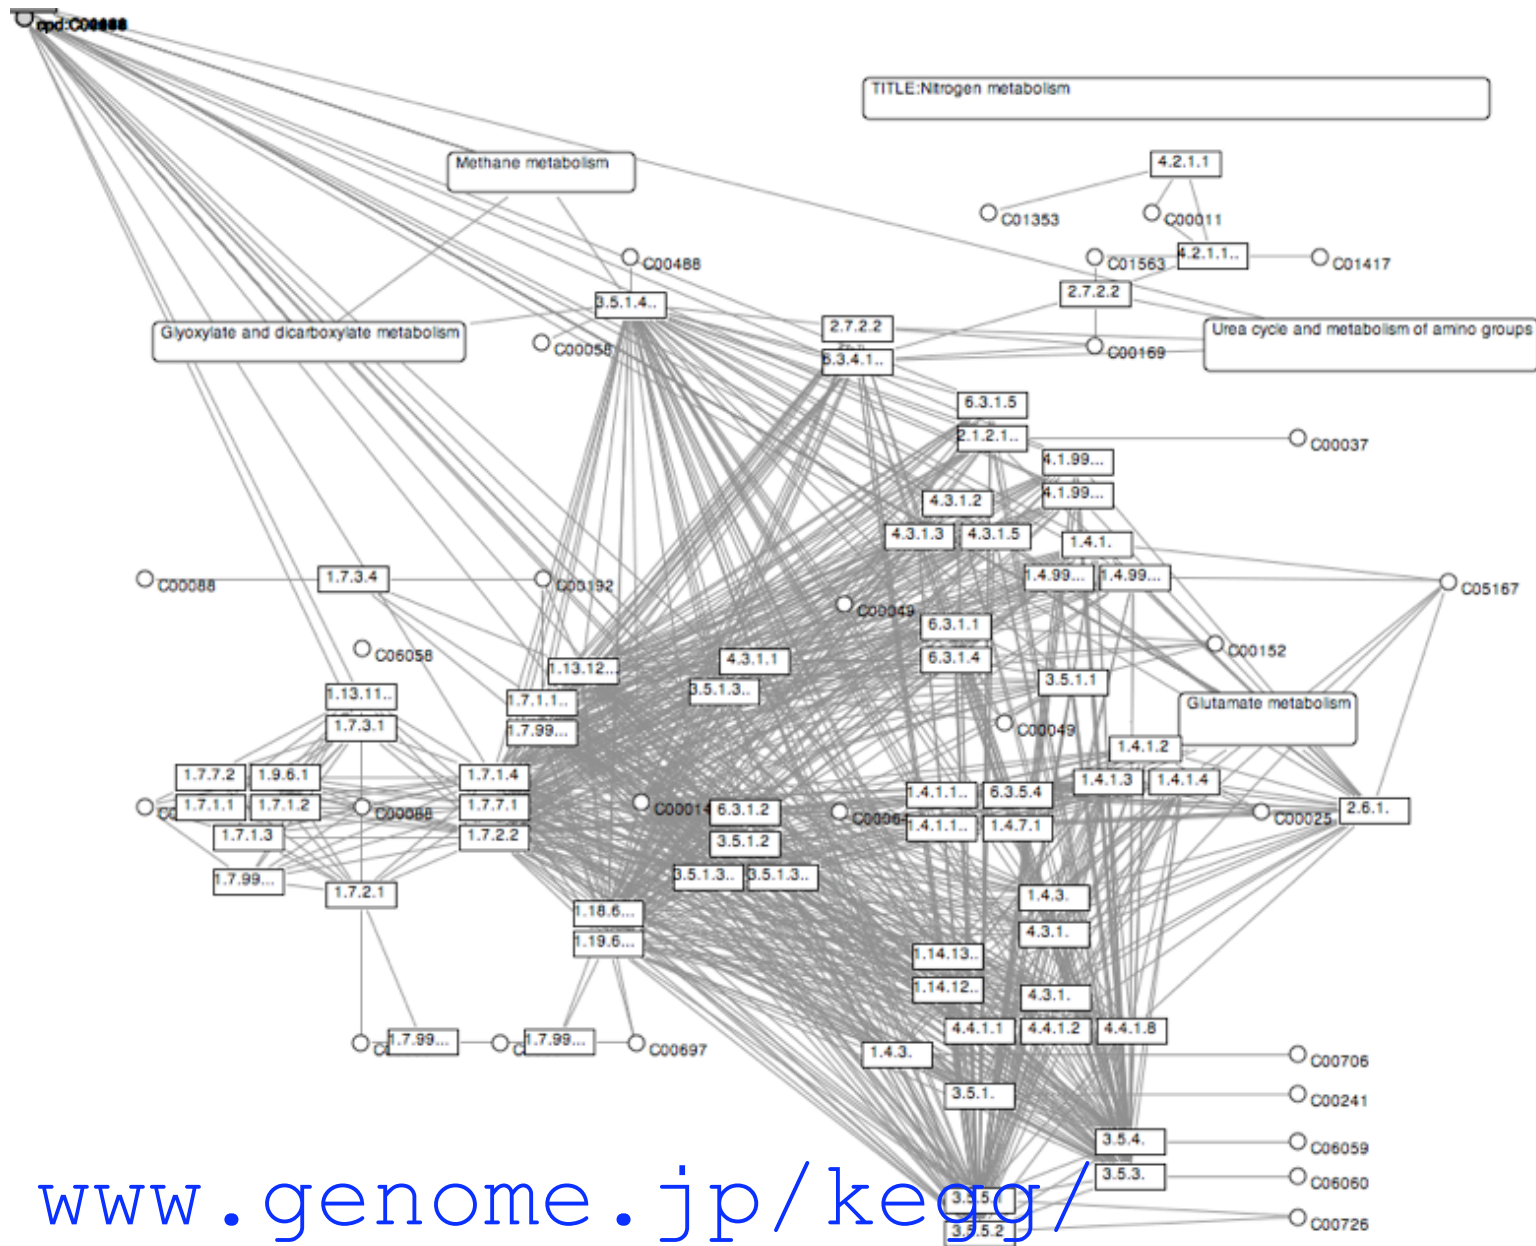 TITLE:Nitrogen metabolism
Methane metabolism
4.2.1.1
C01353
C00011
C00488
C01563
4.2.1.1..
C01417
2.7.2.2
3.5.1.4..
Glyoxylate and dicarboxylate metabolism
2.7.2.2
Urea cycle and metabolism of amino groups
C00058
C00169
6.3.4.1..
6.3.1.5
2.1.2.1..
C00037
4.1.99...
4.1.99...
4.3.1.2
4.3.1.3
4.3.1.5
1.4.1.
1.4.99...
1.4.99...
C00088
1.7.3.4
C00192
C05167
C00049
6.3.1.1
C06058
C00152
4.3.1.1
6.3.1.4
1.13.12...
3.5.1.1
1.13.11..
3.5.1.3..
1.7.1.1..
Glutamate metabolism
1.7.3.1
1.7.99...
C00049
1.4.1.2
1.7.7.2
1.9.6.1
1.7.1.4
1.4.1.3
1.4.1.4
1.4.1.1..
6.3.5.4
1.7.1.1
1.7.1.2
C00088
1.7.7.1
C00014
6.3.1.2
C00064
C00025
2.6.1.
1.7.1.3
1.7.2.2
1.4.1.1..
1.4.7.1
3.5.1.2
1.7.99...
1.7.2.1
3.5.1.3..
3.5.1.3..
1.4.3.
1.18.6...
4.3.1.
1.19.6...
1.14.13..
1.14.12..
4.3.1.
4.4.1.1
4.4.1.2
4.4.1.8
1.7.99...
1.7.99...
C00697
1.4.3.
C00706
3.5.1.
C00241
3.5.4.
C06059
3.5.3.
C06060
3.5.5.1
C00726
3.5.5.2
www.genome.jp/kegg/